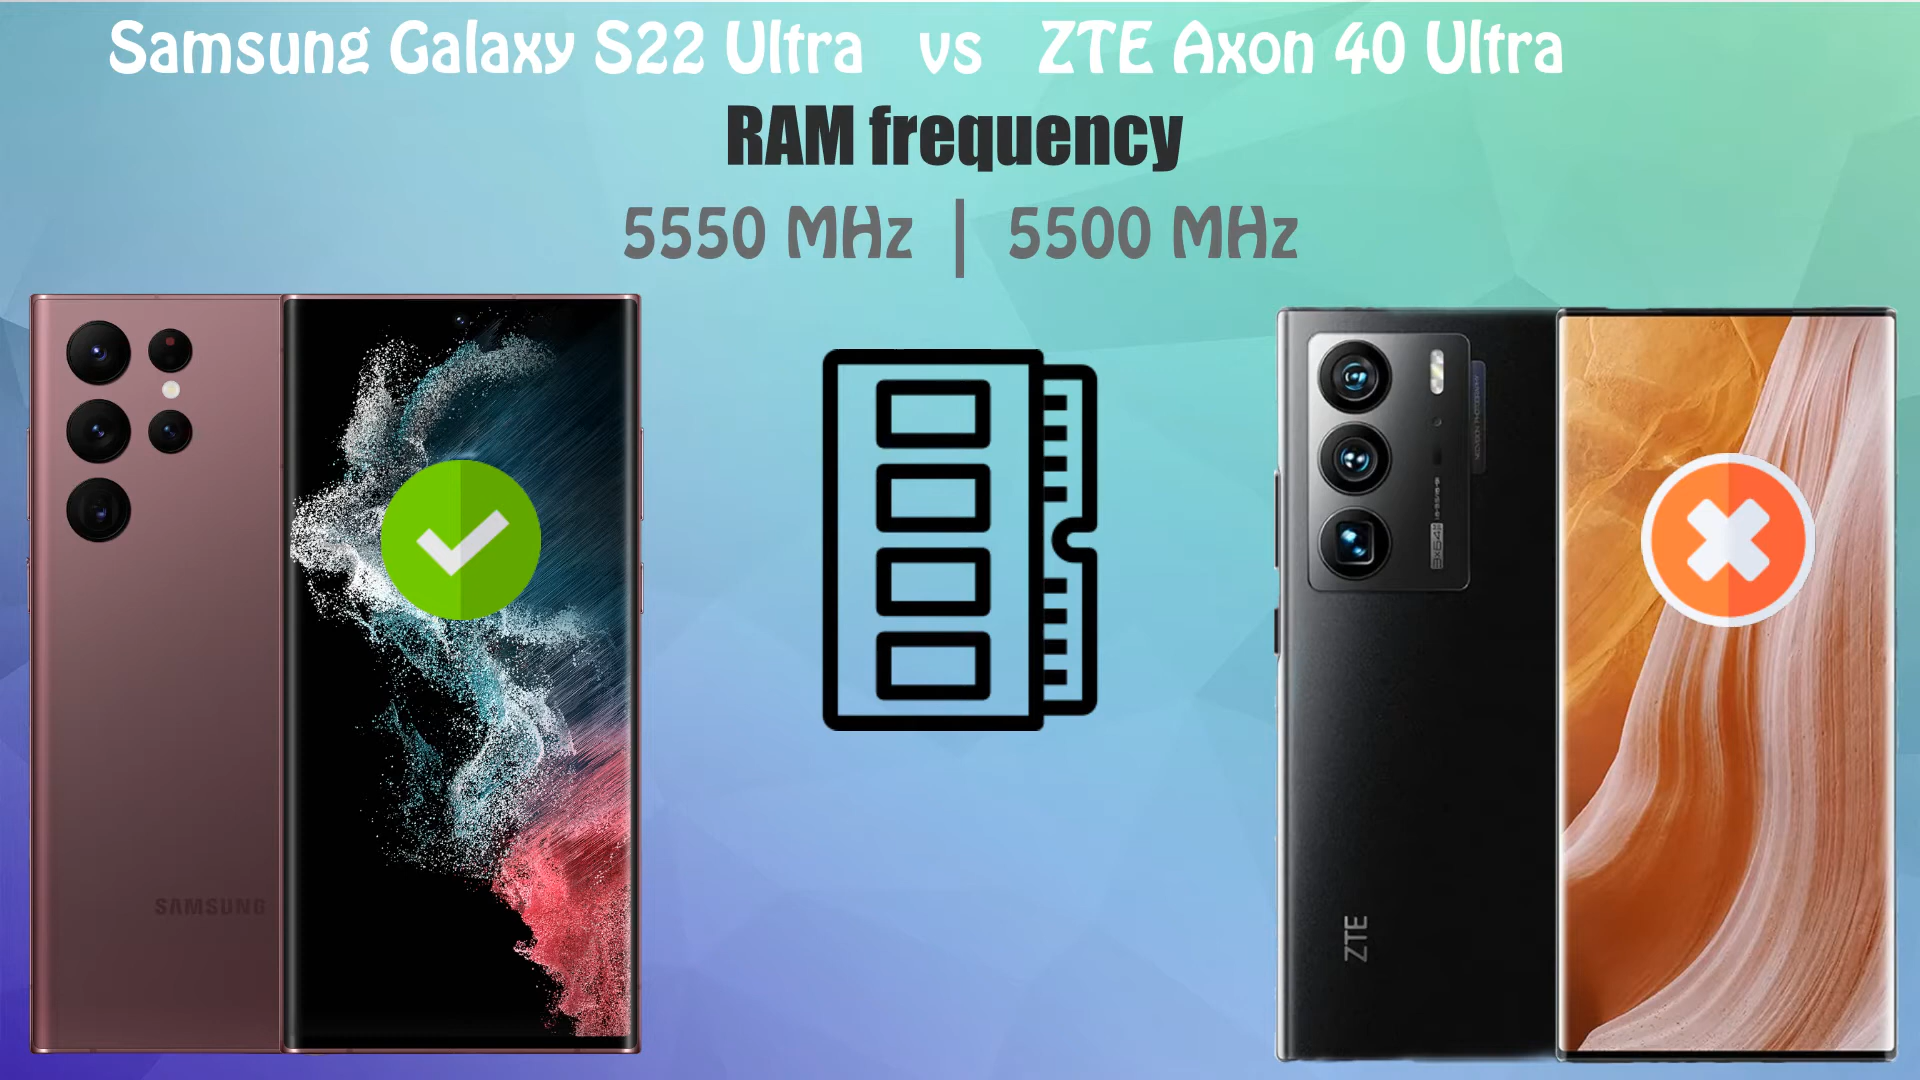 Samsung Galaxy S22 Ultra vs ZTE Axon 40 Ultra
RAM frequency
5550 MHz | 5500 MHz
SAMSUNG
ZTE